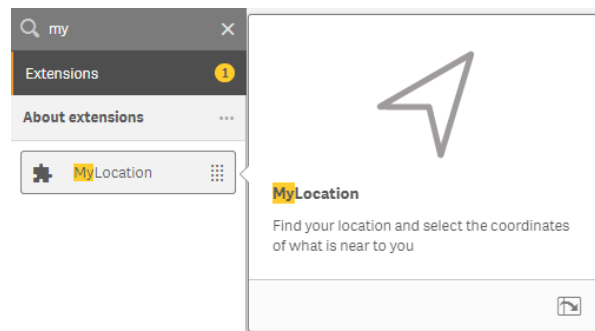 my
Extensions
1
About extensions
MyLocation
MyLocation
Find your location and select the coordinates
of what is near to you